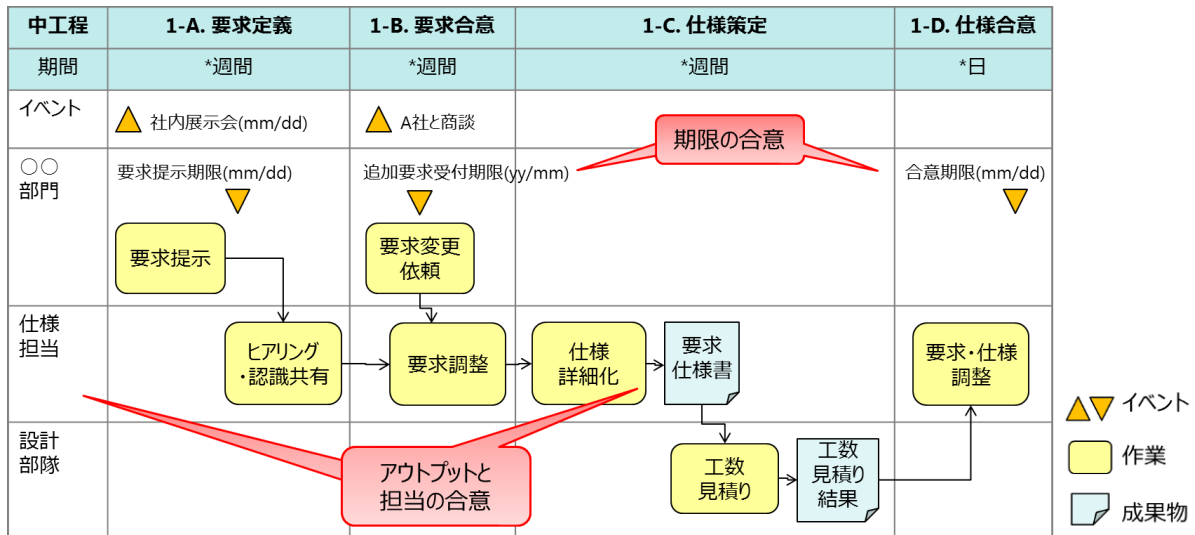 中工程
1-A. 要求定義
1-B. 要求合意
1-C. 仕様策定
1-D. 仕様合意
期間
*週間
*週間
*週間
*日
イベント
社内展示会(mm/dd)
A社と商談
期限の合意
○○
部門
要求提示期限(mm/dd)
追加要求受付期限(yy/mm)
合意期限(mm/dd)
要求提示
要求変更
依頼
仕様
担当
ヒアリング
・認識共有
要求調整
仕様
詳細化
要求
仕様書
要求・仕様
調整
設計
部隊
アウトプットと
担当の合意
工数
見積り
工数
見積り
結果
イベント
作業
成果物